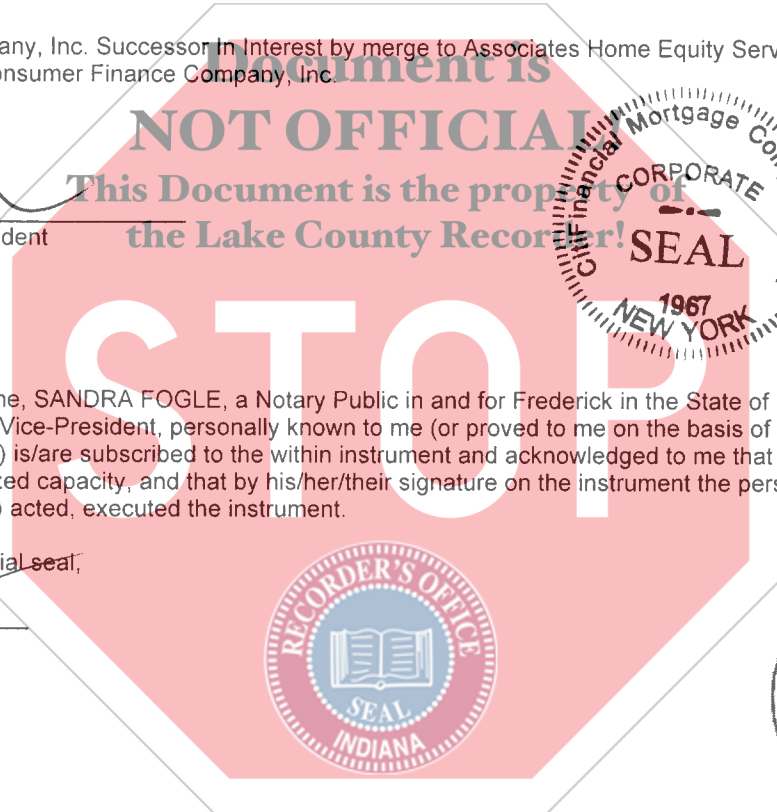 any, Inc. Successor In Interest by merge to Associates Home Equity Serv
onsumer Finance Company, Inc.
Document is
NOT OFFICIAL!
This Document is the property of
the Lake County Recorder!
dent
CitiFinancial Mortgage Co
CORPORATE
SEAL
1967
NEW YORK
STOP
ne, SANDRA FOGLE, a Notary Public in and for Frederick in the State of
Vice-President, personally known to me (or proved to me on the basis of
) is/are subscribed to the within instrument and acknowledged to me that
ed capacity, and that by his/her/their signature on the instrument the pers
acted, executed the instrument.
ial seal,
RECORDER'S OFFICE
SEAL
INDIANA